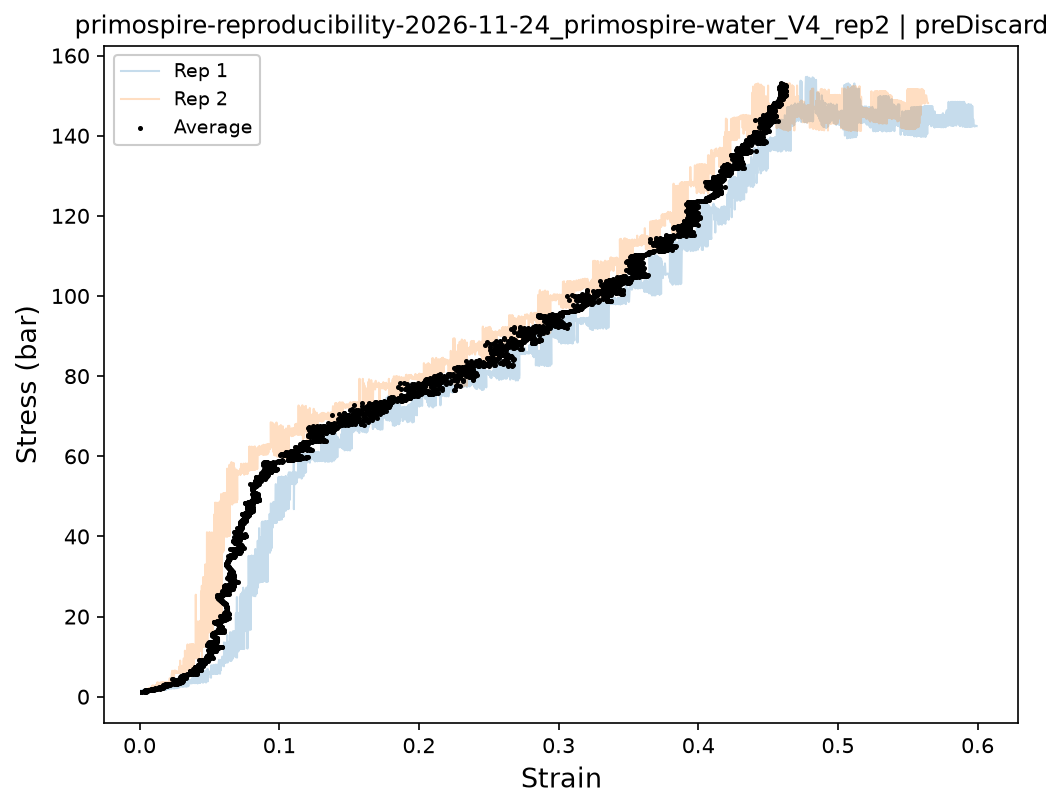 primospire-reproducibility-2026-11-24_primospire-water_V4_rep2 | preDiscard
Rep 1
Rep 2
Average
160
140
120
100
80
60
40
20
0
Stress (bar)
0.0 0.1 0.2 0.3 0.4 0.5 0.6
Strain